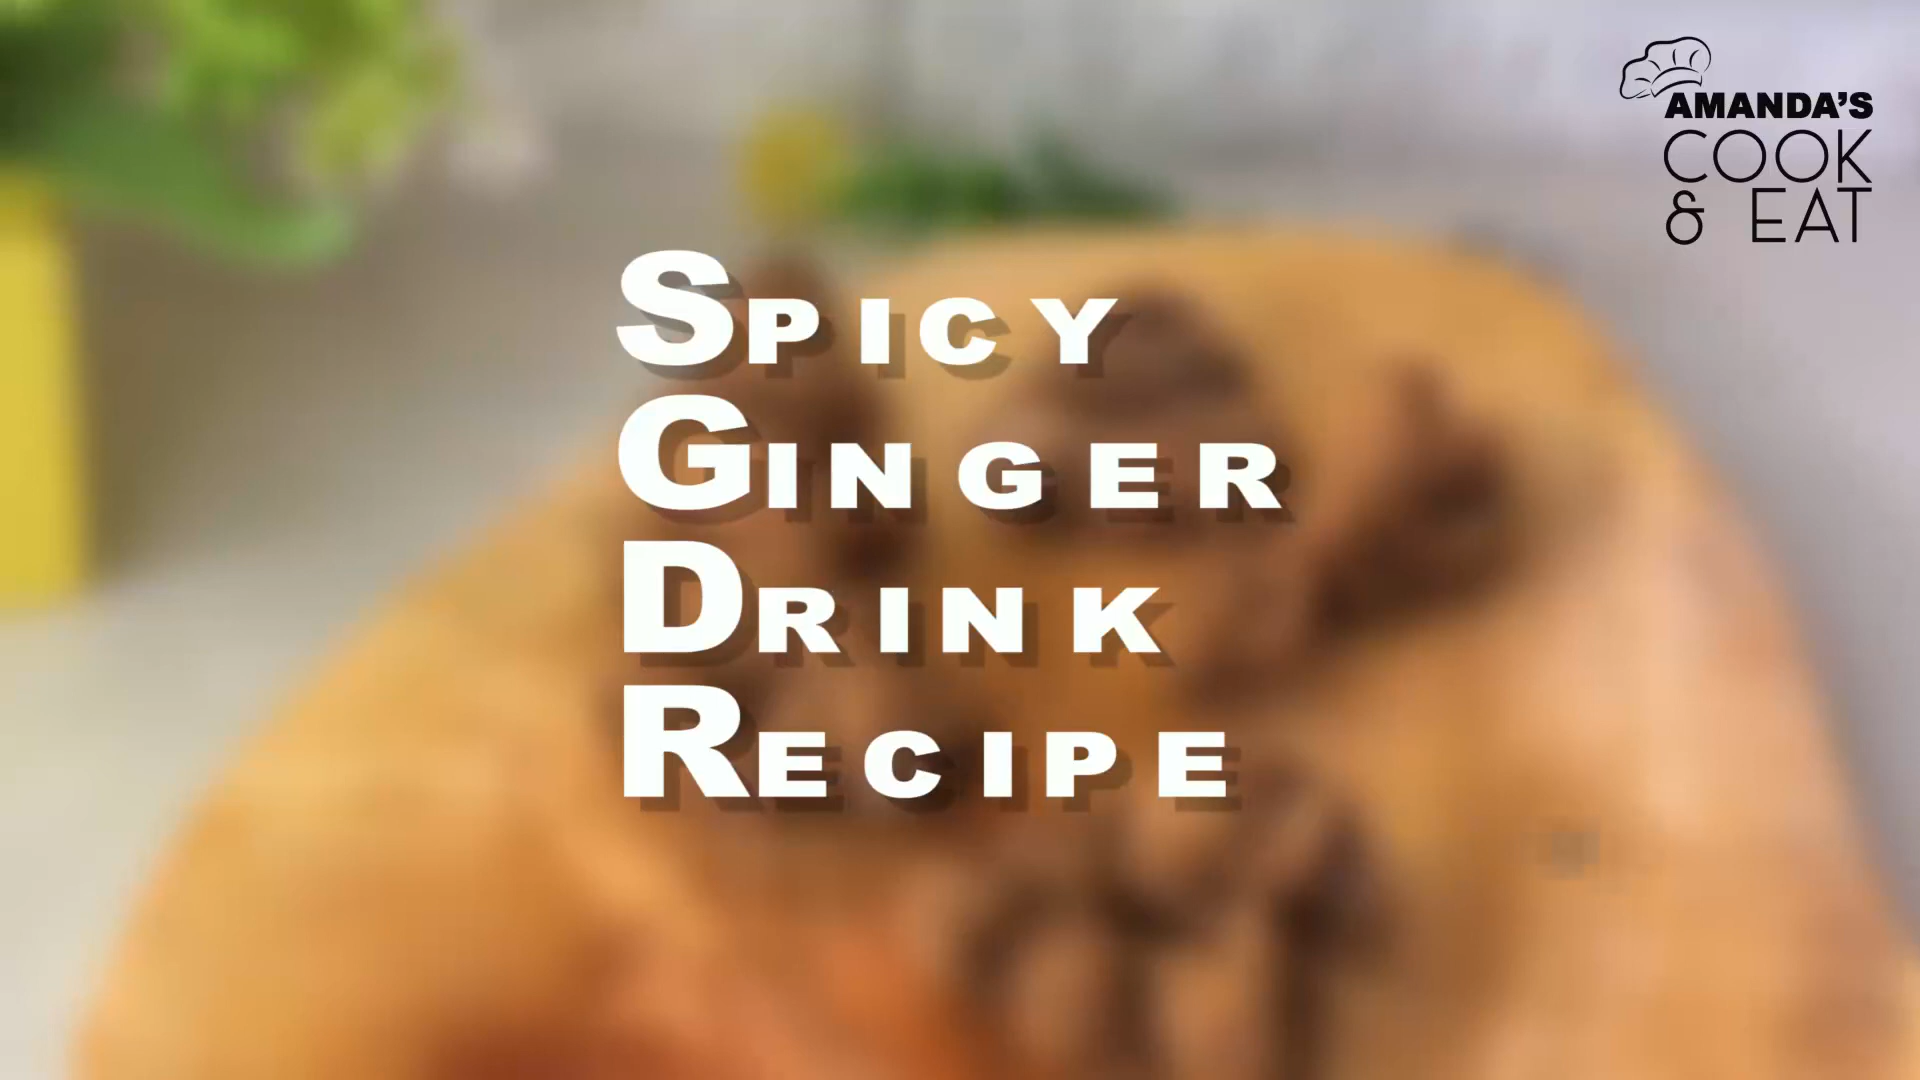 AMANDA'S
COOK
& EAT
SPICY
GINGER
DRINK
RECIPE